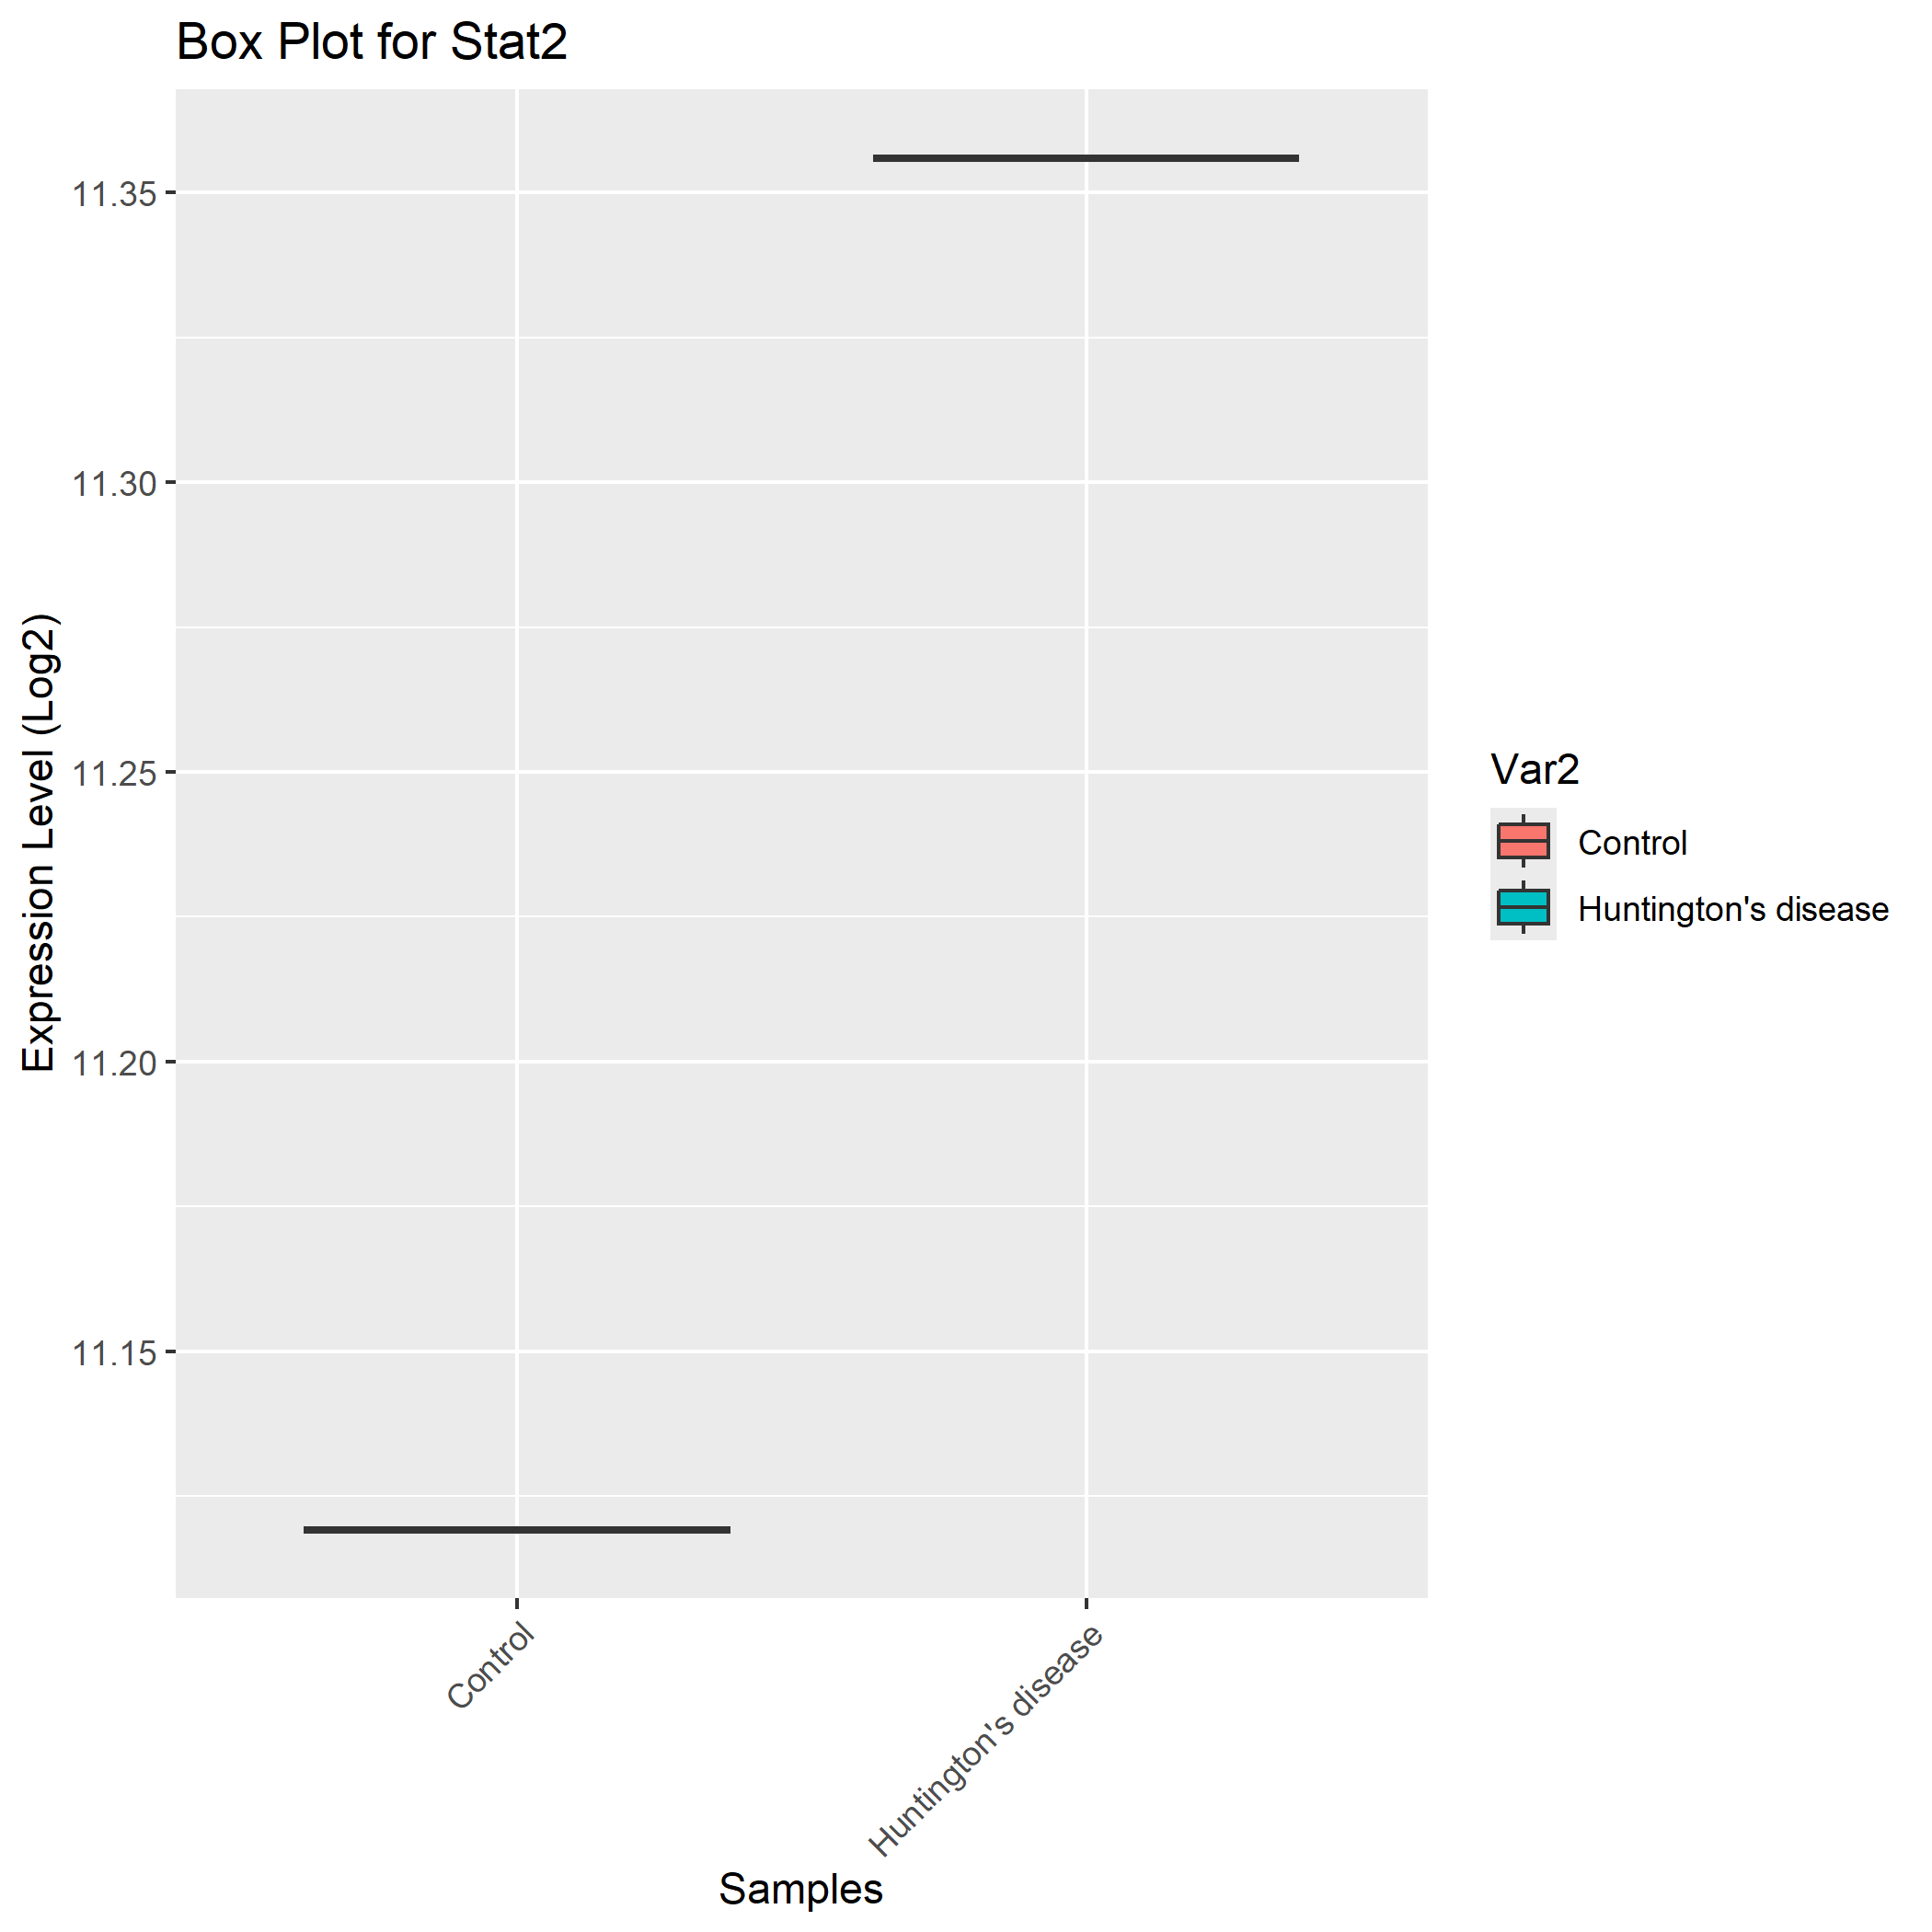 Box Plot for Stat2
Expression Level (Log2)
11.35
11.30
11.25
11.20
11.15
Control
Huntington's disease
Samples
Var2
Control
Huntington's disease